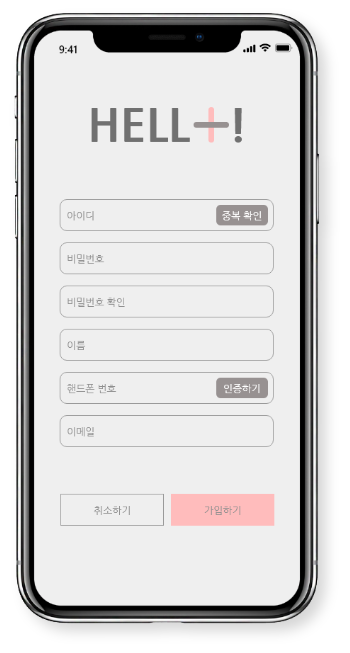 9:41
HELL+!
아이디
중복 확인
비밀번호
비밀번호 확인
이름
핸드폰 번호
인증하기
이메일
취소하기
가입하기